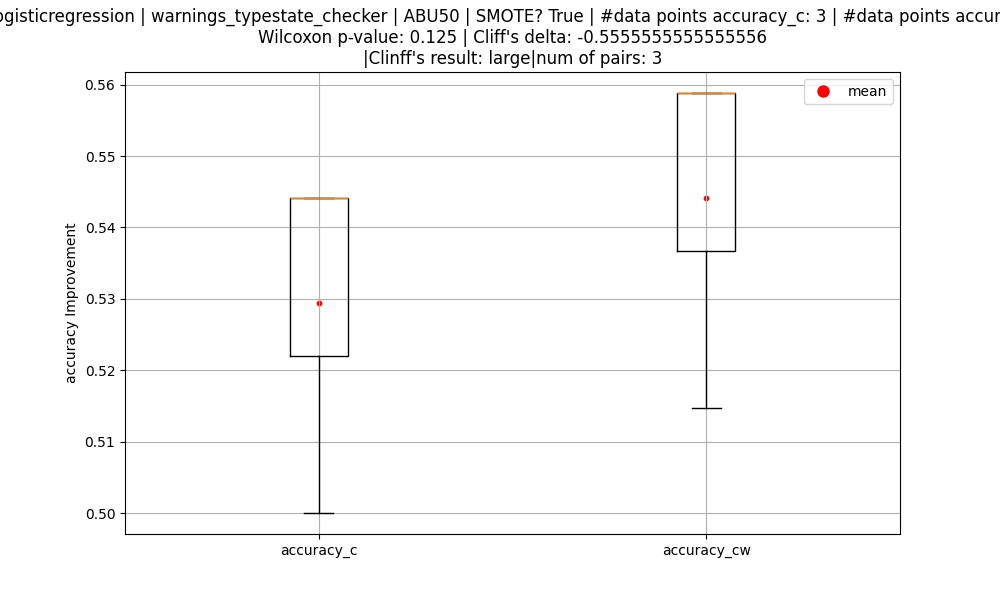 ogisticregression | warnings_typestate_checker | ABU50 | SMOTE? True | #data points accuracy_c: 3 | #data points accur
Wilcoxon p-value: 0.125 | Cliff's delta: -0.5555555555555556
|Clinff's result: large|num of pairs: 3
mean
0.56
0.55
0.54
0.53
0.52
0.51
0.50
accuracy Improvement
accuracy_c
accuracy_cw